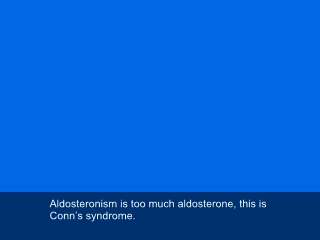 Aldosteronism is too much aldosterone, this is
Conn's syndrome.